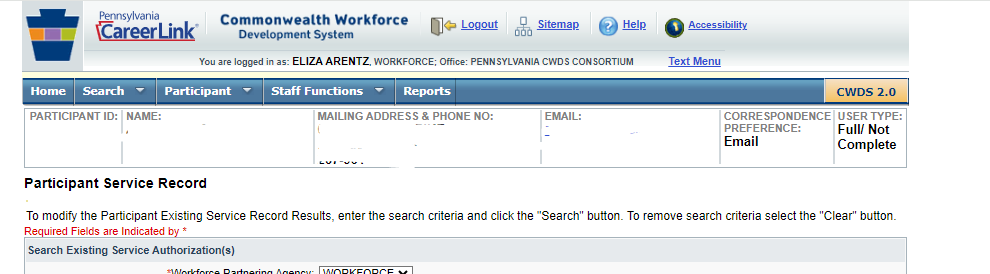 Pennsylvania
CareerLink®
Commonwealth Workforce
Development System
Logout
Sitemap
Help
Accessibility
You are logged in as: ELIZA ARENTZ, WORKFORCE; Office: PENNSYLVANIA CWDS CONSORTIUM
Text Menu
Home Search Participant Staff Functions Reports CWDS 2.0
PARTICIPANT ID: NAME: MAILING ADDRESS & PHONE NO: EMAIL: CORRESPONDENCE PREFERENCE: USER TYPE:
Email
Full/ Not
Complete
Participant Service Record
To modify the Participant Existing Service Record Results, enter the search criteria and click the "Search" button. To remove search criteria select the "Clear" button.
Required Fields are Indicated by *
Search Existing Service Authorization(s)
*Workforce Partnering Agency: WORKFORCE